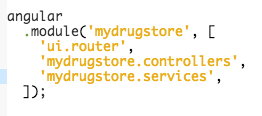 angular
  .module('mydrugstore', [
    'ui.router',
    'mydrugstore.controllers',
    'mydrugstore.services',
  ]);